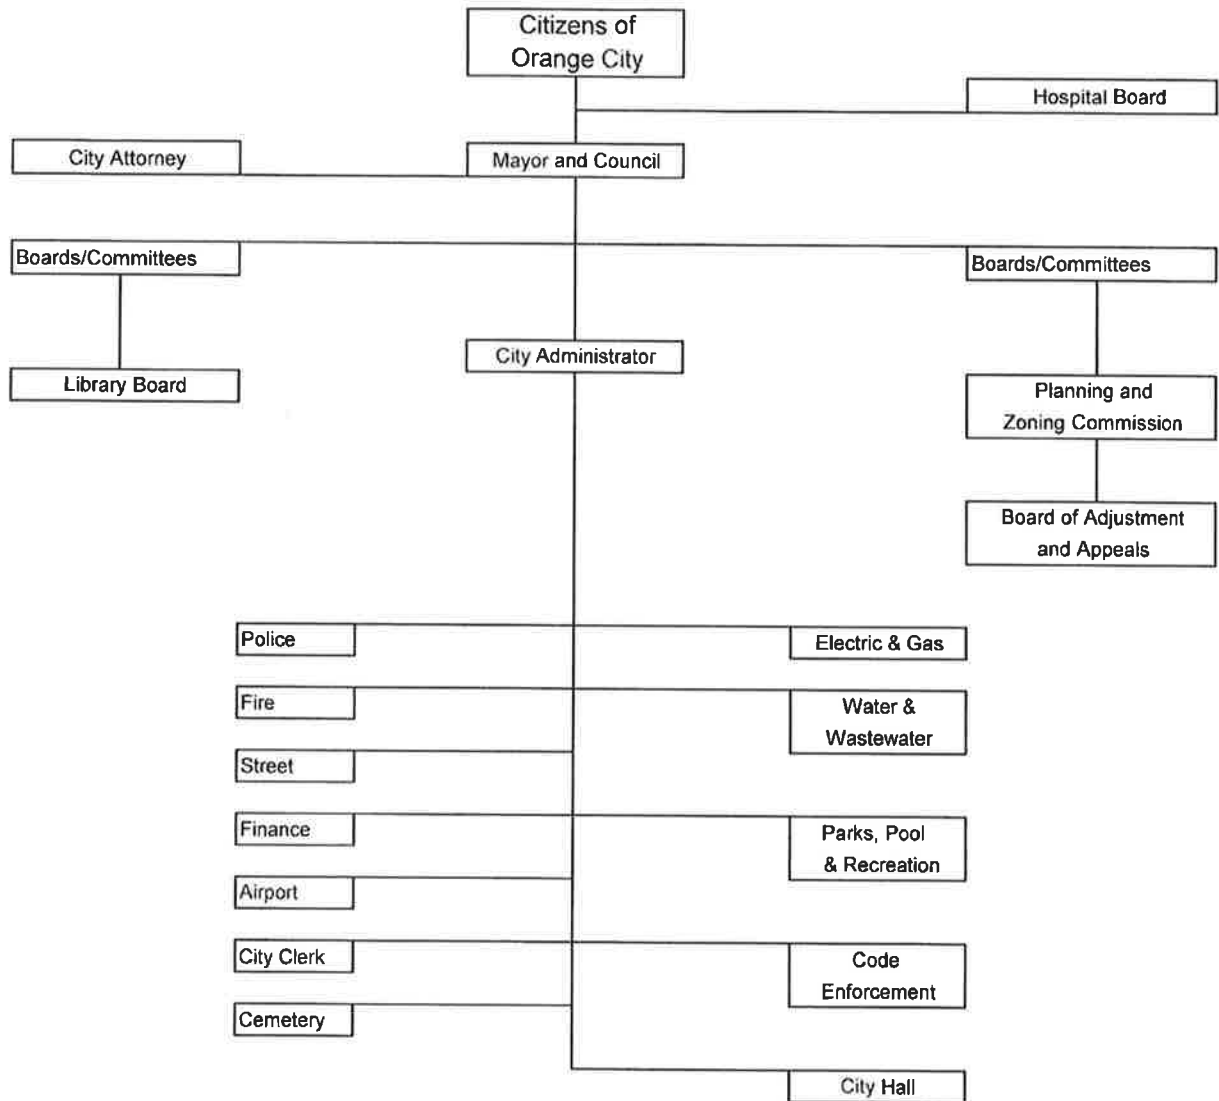 Citizens of
Orange City
Hospital Board
City Attorney
Mayor and Council
Boards/Committees
Boards/Committees
City Administrator
Library Board
Planning and
Zoning Commission
Board of Adjustment
and Appeals
Police
Electric & Gas
Fire
Water &
Wastewater
Street
Finance
Parks, Pool
& Recreation
Airport
City Clerk
Code
Enforcement
Cemetery
City Hall